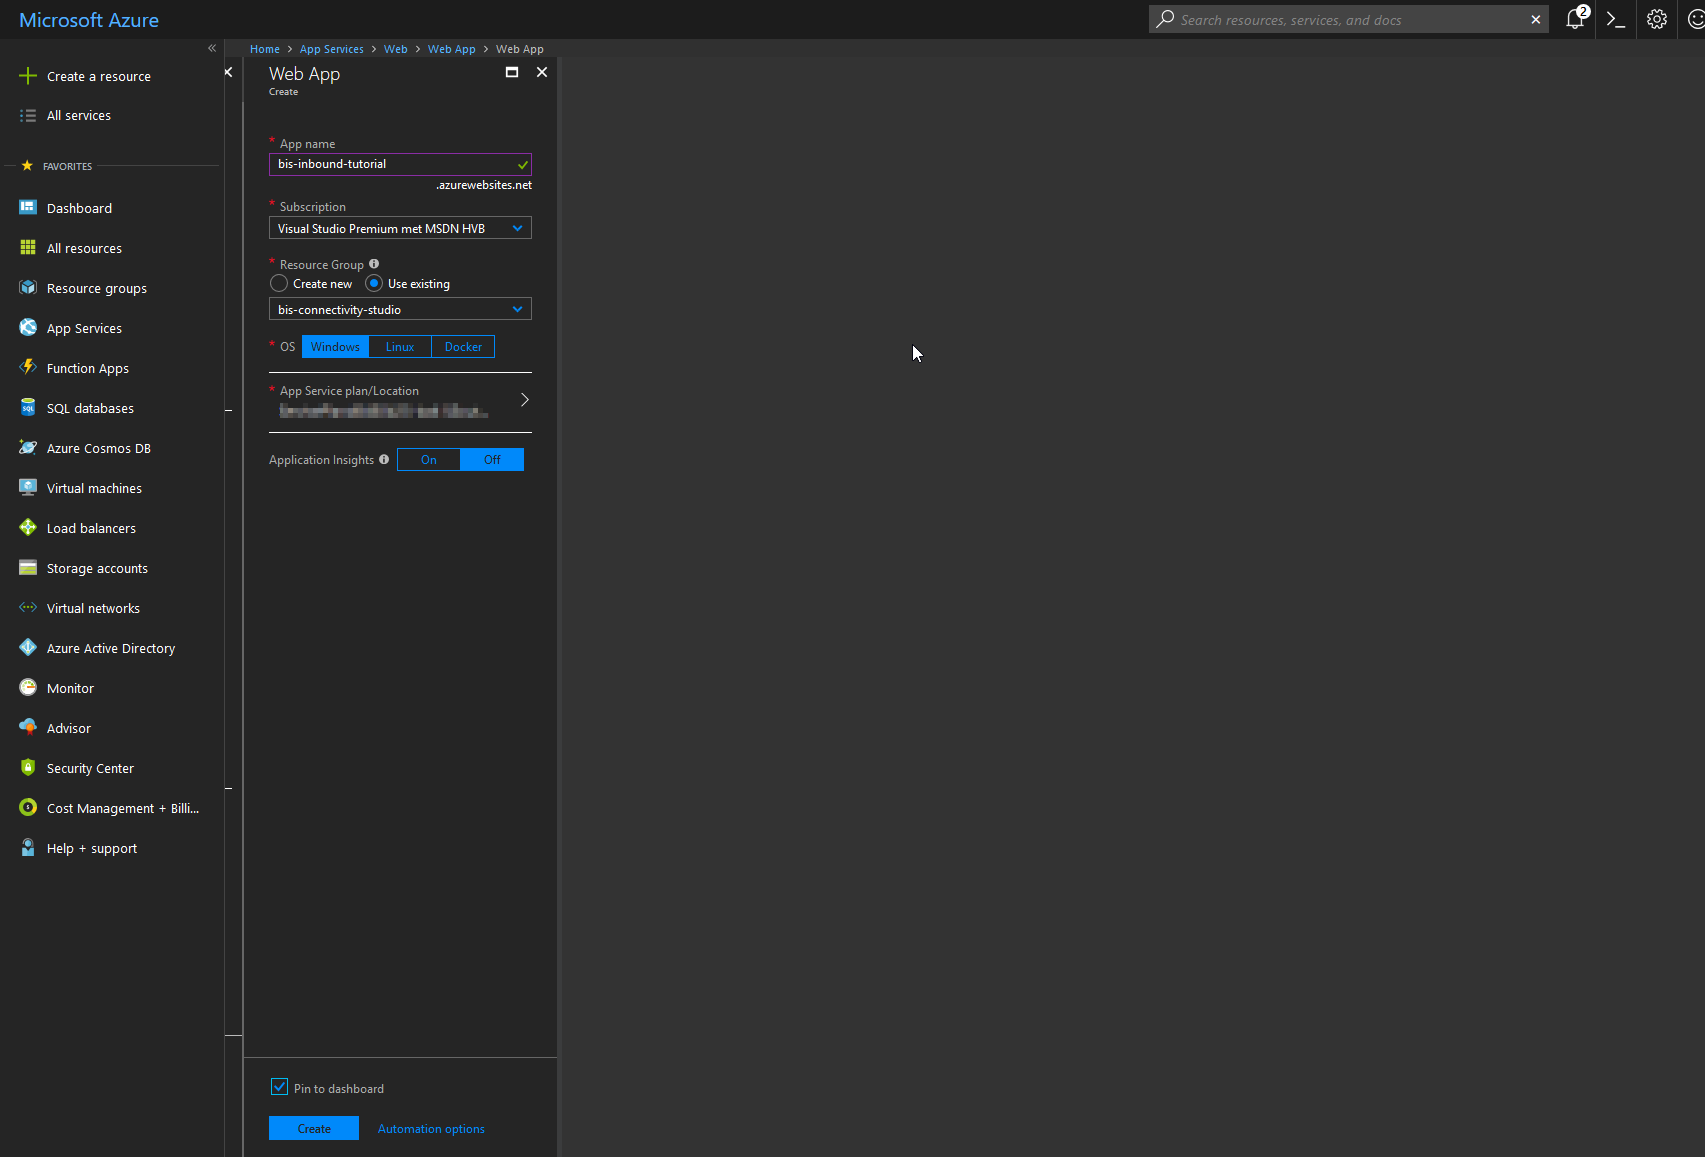 Microsoft Azure
Search resources, services, and docs
2
Home > App Services > Web > Web App > Web App
Create a resource
All services
FAVORITES
Dashboard
All resources
Resource groups
App Services
Function Apps
SQL databases
Azure Cosmos DB
Virtual machines
Load balancers
Storage accounts
Virtual networks
Azure Active Directory
Monitor
Advisor
Security Center
Cost Management + Billi...
Help + support
Web App
Create
* App name
bis-inbound-tutorial
.azurewebsites.net
* Subscription
Visual Studio Premium met MSDN HVB
* Resource Group
Create new Use existing
bis-connectivity-studio
* OS Windows Linux Docker
* App Service plan/Location
Application Insights On Off
Pin to dashboard
Create Automation options